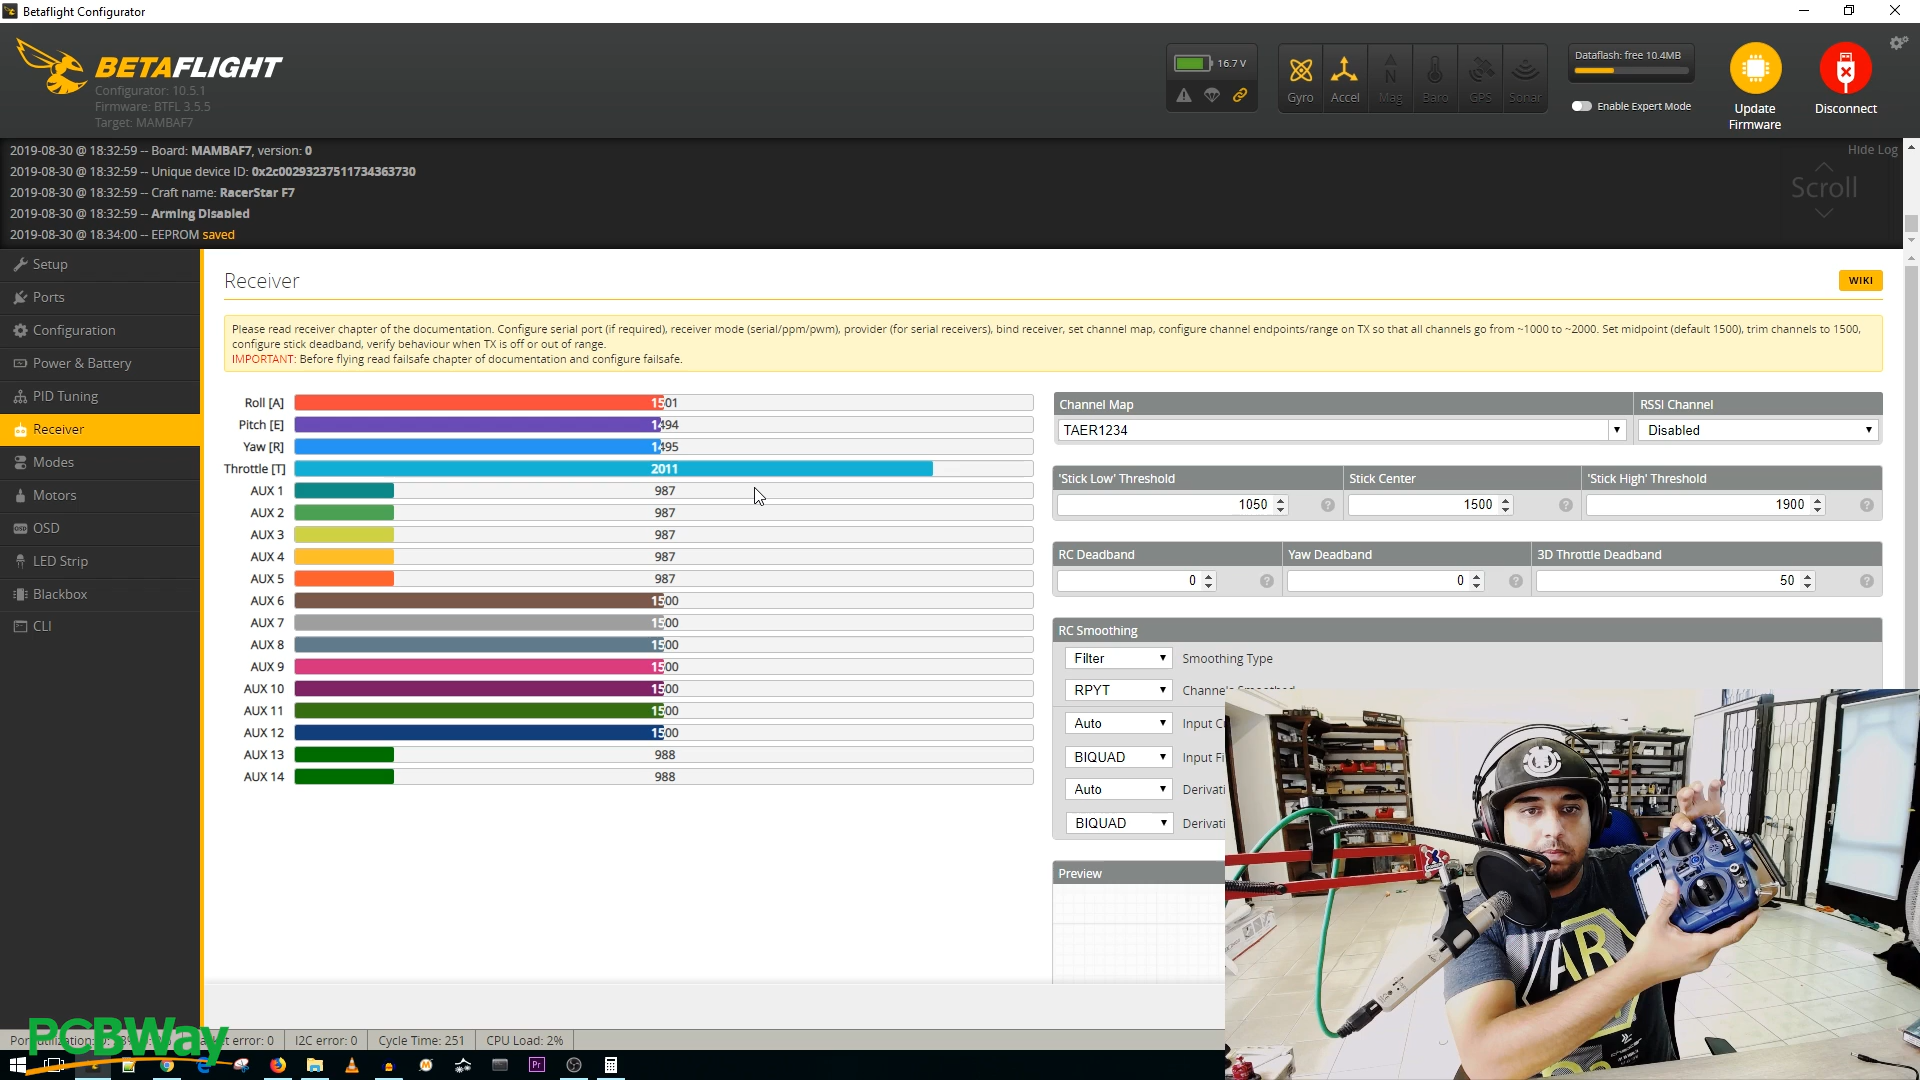 Betaflight Configurator
BETAFLIGHT
Configurator: 10.5.1
Firmware: BTFL 3.5.5
Target: MAMBAF7
16.7 V
Gyro
Accel
Mag
Baro
GPS
Sonar
Dataflash: free 10.4MB
Enable Expert Mode
Update Firmware
Disconnect
2019-08-30 @ 18:32:59 -- Board: MAMBAF7, version: 0
2019-08-30 @ 18:32:59 -- Unique device ID: 0x2c00293237511734363730
2019-08-30 @ 18:32:59 -- Craft name: RacerStar F7
2019-08-30 @ 18:32:59 -- Arming Disabled
2019-08-30 @ 18:34:00 -- EEPROM saved
Hide Log
Scroll
Setup
Ports
Configuration
Power & Battery
PID Tuning
Receiver
Modes
Motors
OSD
LED Strip
Blackbox
CLI
Receiver
WIKI
Please read receiver chapter of the documentation. Configure serial port (if required), receiver mode (serial/ppm/pwm), provider (for serial receivers), bind receiver, set channel map, configure channel endpoints/range on TX so that all channels go from ~1000 to ~2000. Set midpoint (default 1500), trim channels to 1500,
configure stick deadband, verify behaviour when TX is off or out of range.
IMPORTANT: Before flying read failsafe chapter of documentation and configure failsafe.
Roll [A] 1501
Pitch [E] 1494
Yaw [R] 1495
Throttle [T] 2011
AUX 1 987
AUX 2 987
AUX 3 987
AUX 4 987
AUX 5 987
AUX 6 1500
AUX 7 1500
AUX 8 1500
AUX 9 1500
AUX 10 1500
AUX 11 1500
AUX 12 1500
AUX 13 988
AUX 14 988
Channel Map
RSSI Channel
TAER1234
Disabled
'Stick Low' Threshold
Stick Center
'Stick High' Threshold
1050
1500
1900
RC Deadband
Yaw Deadband
3D Throttle Deadband
0
0
50
RC Smoothing
Filter Smoothing Type
RPYT
Auto Input
BIQUAD Input
Auto
BIQUAD
Preview
PCBWay
error: 0
I2C error: 0
Cycle Time: 251
CPU Load: 2%
Pr
AR